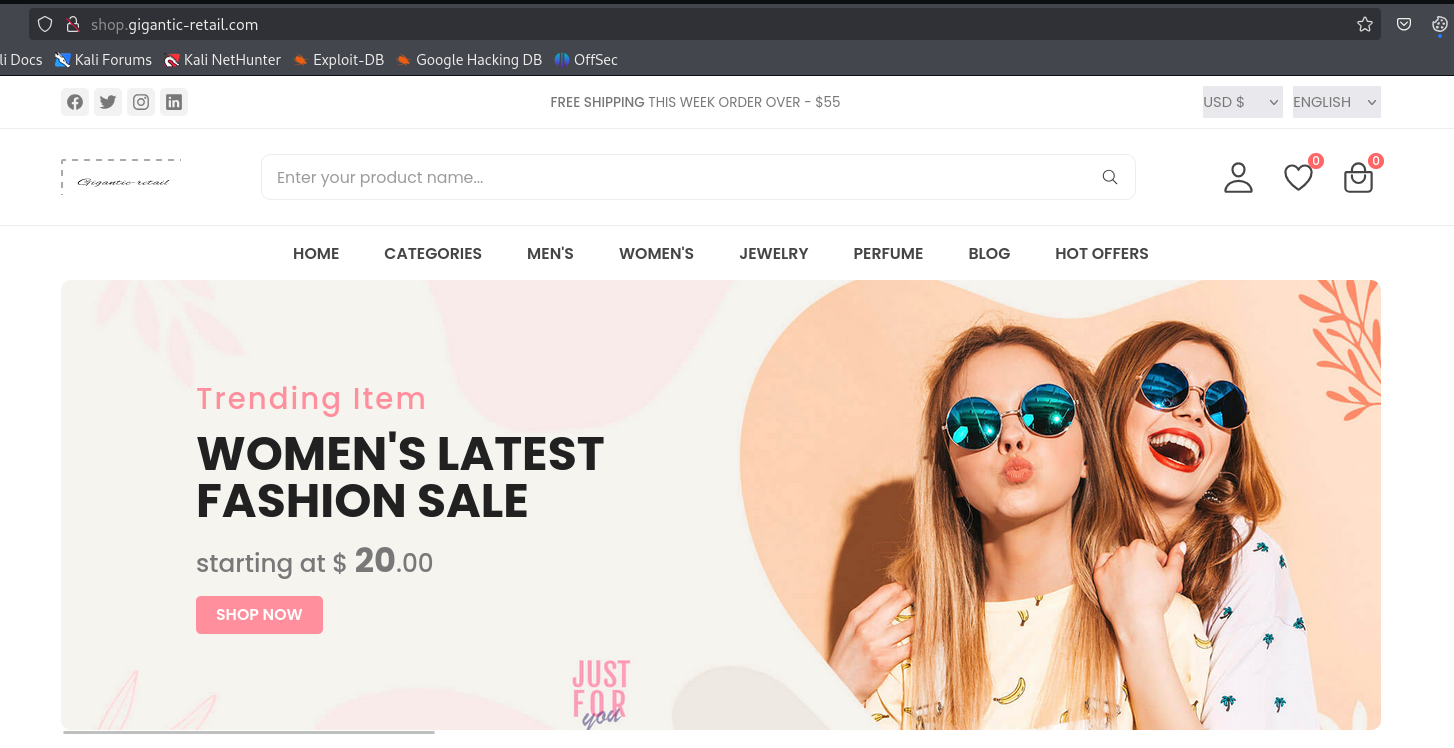 shop.gigantic-retail.com
li Docs Kali Forums Kali NetHunter Exploit-DB Google Hacking DB OffSec
FREE SHIPPING THIS WEEK ORDER OVER - $55
USD $ ENGLISH
Gigantic-retail
Enter your product name...
0 0
HOME CATEGORIES MEN'S WOMEN'S JEWELRY PERFUME BLOG HOT OFFERS
Trending Item
WOMEN'S LATEST
FASHION SALE
starting at $ 20.00
SHOP NOW
JUST
FOR
you